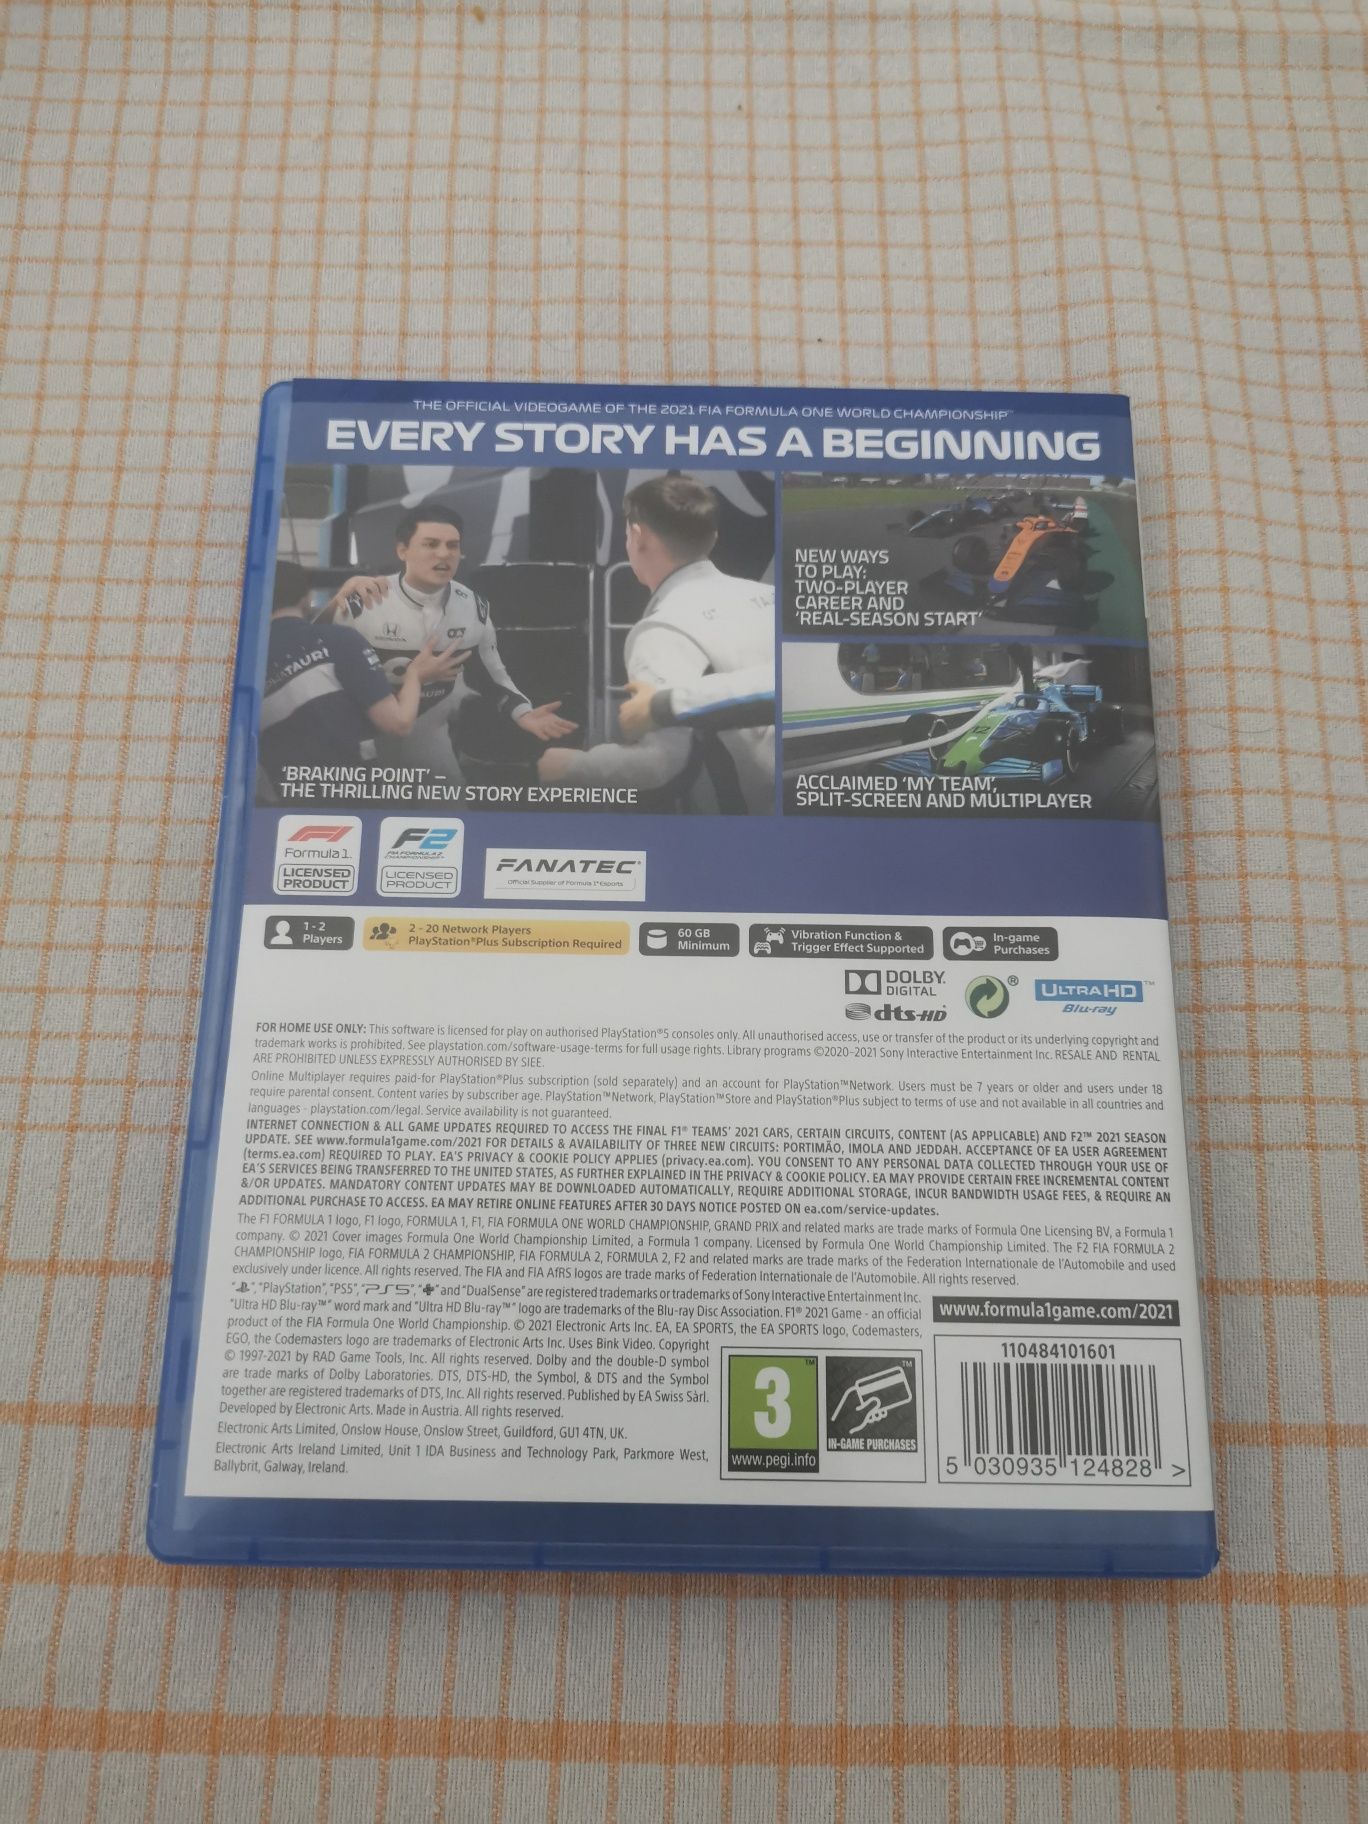 THE OFFICIAL VIDEOGAME OF THE 2021 FIA FORMULA ONE WORLD CHAMPIONSHIP™
EVERY STORY HAS A BEGINNING
HONDA
'BRAKING POINT' –
THE THRILLING NEW STORY EXPERIENCE
NEW WAYS
TO PLAY:
TWO-PLAYER
CAREER AND
'REAL-SEASON START'
12
ACCLAIMED 'MY TEAM',
SPLIT-SCREEN AND MULTIPLAYER
F1
Formula 1.
LICENSED
PRODUCT
F2
FIA FORMULA 2
CHAMPIONSHIP™
LICENSED
PRODUCT
FANATEC®
Official Supplier of Formula 1® Esports
1 - 2
Players
2 - 20 Network Players
PlayStation®Plus Subscription Required
60 GB
Minimum
Vibration Function &
Trigger Effect Supported
In-game
Purchases
DOLBY.
DIGITAL
dts-HD
®
ULTRA HD™
Blu-ray
FOR HOME USE ONLY: This software is licensed for play on authorised PlayStation®5 consoles only. All unauthorised access, use or transfer of the product or its underlying copyright and
trademark works is prohibited. See playstation.com/software-usage-terms for full usage rights. Library programs ©2020–2021 Sony Interactive Entertainment Inc. RESALE AND RENTAL
ARE PROHIBITED UNLESS EXPRESSLY AUTHORISED BY SIEE.
Online Multiplayer requires paid-for PlayStation®Plus subscription (sold separately) and an account for PlayStation™Network. Users must be 7 years or older and users under 18
require parental consent. Content varies by subscriber age. PlayStation™Network, PlayStation™Store and PlayStation®Plus subject to terms of use and not available in all countries and
languages - playstation.com/legal. Service availability is not guaranteed.
INTERNET CONNECTION & ALL GAME UPDATES REQUIRED TO ACCESS THE FINAL F1® TEAMS' 2021 CARS, CERTAIN CIRCUITS, CONTENT (AS APPLICABLE) AND F2™ 2021 SEASON
UPDATE. SEE www.formula1game.com/2021 FOR DETAILS & AVAILABILITY OF THREE NEW CIRCUITS: PORTIMÃO, IMOLA AND JEDDAH. ACCEPTANCE OF EA USER AGREEMENT
(terms.ea.com) REQUIRED TO PLAY. EA'S PRIVACY & COOKIE POLICY APPLIES (privacy.ea.com). YOU CONSENT TO ANY PERSONAL DATA COLLECTED THROUGH YOUR USE OF
EA'S SERVICES BEING TRANSFERRED TO THE UNITED STATES, AS FURTHER EXPLAINED IN THE PRIVACY & COOKIE POLICY. EA MAY PROVIDE CERTAIN FREE INCREMENTAL CONTENT
&/OR UPDATES. MANDATORY CONTENT UPDATES MAY BE DOWNLOADED AUTOMATICALLY, REQUIRE ADDITIONAL STORAGE, INCUR BANDWIDTH USAGE FEES, & REQUIRE AN
ADDITIONAL PURCHASE TO ACCESS. EA MAY RETIRE ONLINE FEATURES AFTER 30 DAYS NOTICE POSTED ON ea.com/service-updates.
The F1 FORMULA 1 logo, F1 logo, FORMULA 1, F1, FIA FORMULA ONE WORLD CHAMPIONSHIP, GRAND PRIX and related marks are trade marks of Formula One Licensing BV, a Formula 1
company. © 2021 Cover images Formula One World Championship Limited, a Formula 1 company. Licensed by Formula One World Championship Limited. The F2 FIA FORMULA 2
CHAMPIONSHIP logo, FIA FORMULA 2 CHAMPIONSHIP, FIA FORMULA 2, FORMULA 2, F2 and related marks are trade marks of the Federation Internationale de l'Automobile and used
exclusively under licence. All rights reserved. The FIA and FIA AfRS logos are trade marks of Federation Internationale de l'Automobile. All rights reserved.
" ", "PlayStation", "PS5", "PS5", " " and "DualSense" are registered trademarks or trademarks of Sony Interactive Entertainment Inc.
"Ultra HD Blu-ray™" word mark and "Ultra HD Blu-ray™" logo are trademarks of the Blu-ray Disc Association. F1® 2021 Game - an official
product of the FIA Formula One World Championship. © 2021 Electronic Arts Inc. EA, EA SPORTS, the EA SPORTS logo, Codemasters,
EGO, the Codemasters logo are trademarks of Electronic Arts Inc. Uses Bink Video. Copyright
© 1997-2021 by RAD Game Tools, Inc. All rights reserved. Dolby and the double-D symbol
are trade marks of Dolby Laboratories. DTS, DTS-HD, the Symbol, & DTS and the Symbol
together are registered trademarks of DTS, Inc. All rights reserved. Published by EA Swiss Sàrl.
Developed by Electronic Arts. Made in Austria. All rights reserved.
Electronic Arts Limited, Onslow House, Onslow Street, Guildford, GU1 4TN, UK.
Electronic Arts Ireland Limited, Unit 1 IDA Business and Technology Park, Parkmore West,
Ballybrit, Galway, Ireland.
www.formula1game.com/2021
3™
www.pegi.info
™
IN-GAME PURCHASES
110484101601
5 030935 124828 >